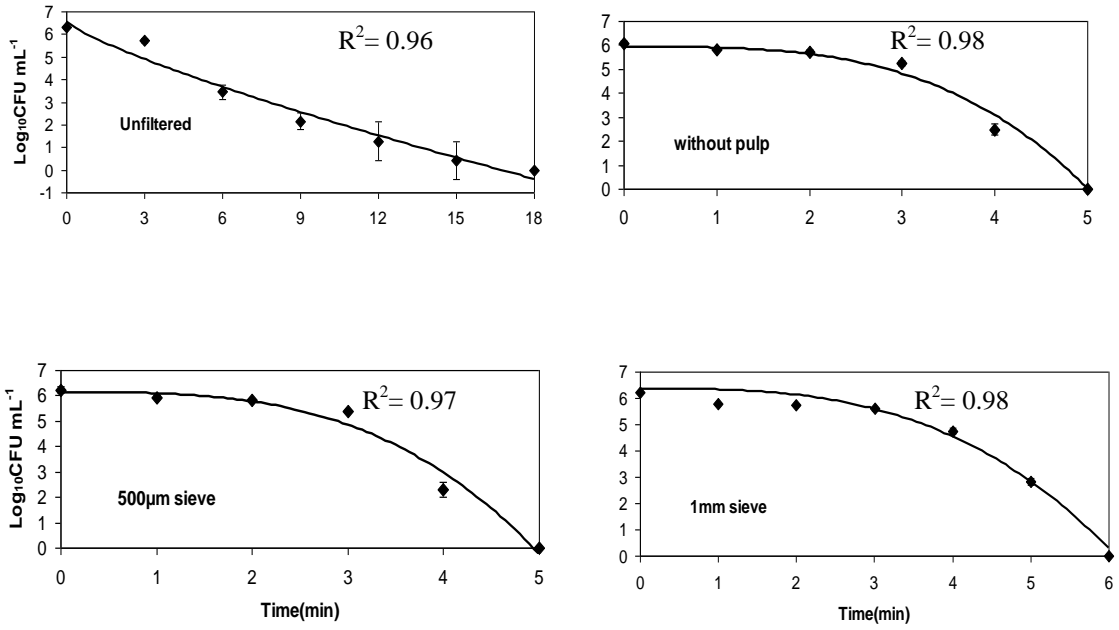 R²= 0.96
Unfiltered
Log₁₀CFU mL⁻¹
7
6
5
4
3
2
1
0
-1
0 3 6 9 12 15 18
R²= 0.98
without pulp
7
6
5
4
3
2
1
0
0 1 2 3 4 5
R²= 0.97
500µm sieve
Log₁₀CFU mL⁻¹
7
6
5
4
3
2
1
0
0 1 2 3 4 5
Time(min)
R²= 0.98
1mm sieve
7
6
5
4
3
2
1
0
0 1 2 3 4 5 6
Time(min)